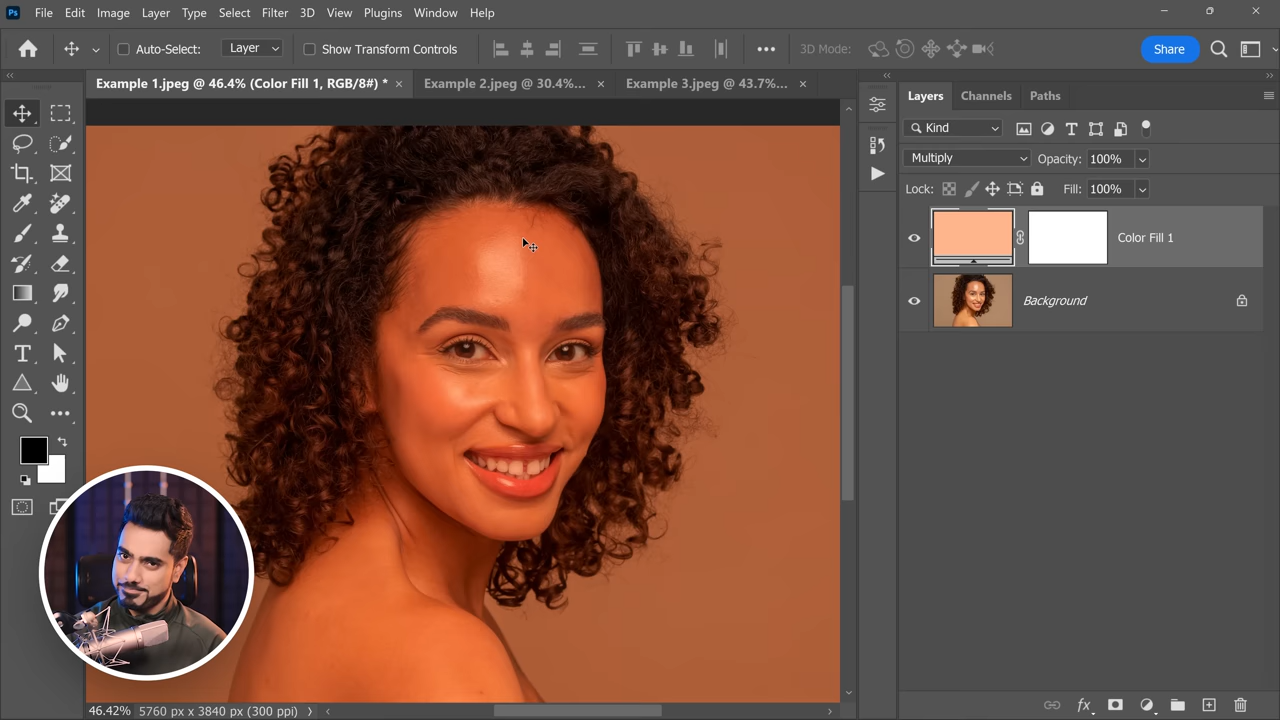 Ps File Edit Image Layer Type Select Filter 3D View Plugins Window Help
Auto-Select: Layer Show Transform Controls 3D Mode: Share
Example 1.jpeg @ 46.4% (Color Fill 1, RGB/8#) * Example 2.jpeg @ 30.4%... Example 3.jpeg @ 43.7%...
Layers Channels Paths
Kind
Multiply Opacity: 100%
Lock: Fill: 100%
Color Fill 1
Background
46.42% 5760 px x 3840 px (300 ppi)
fx